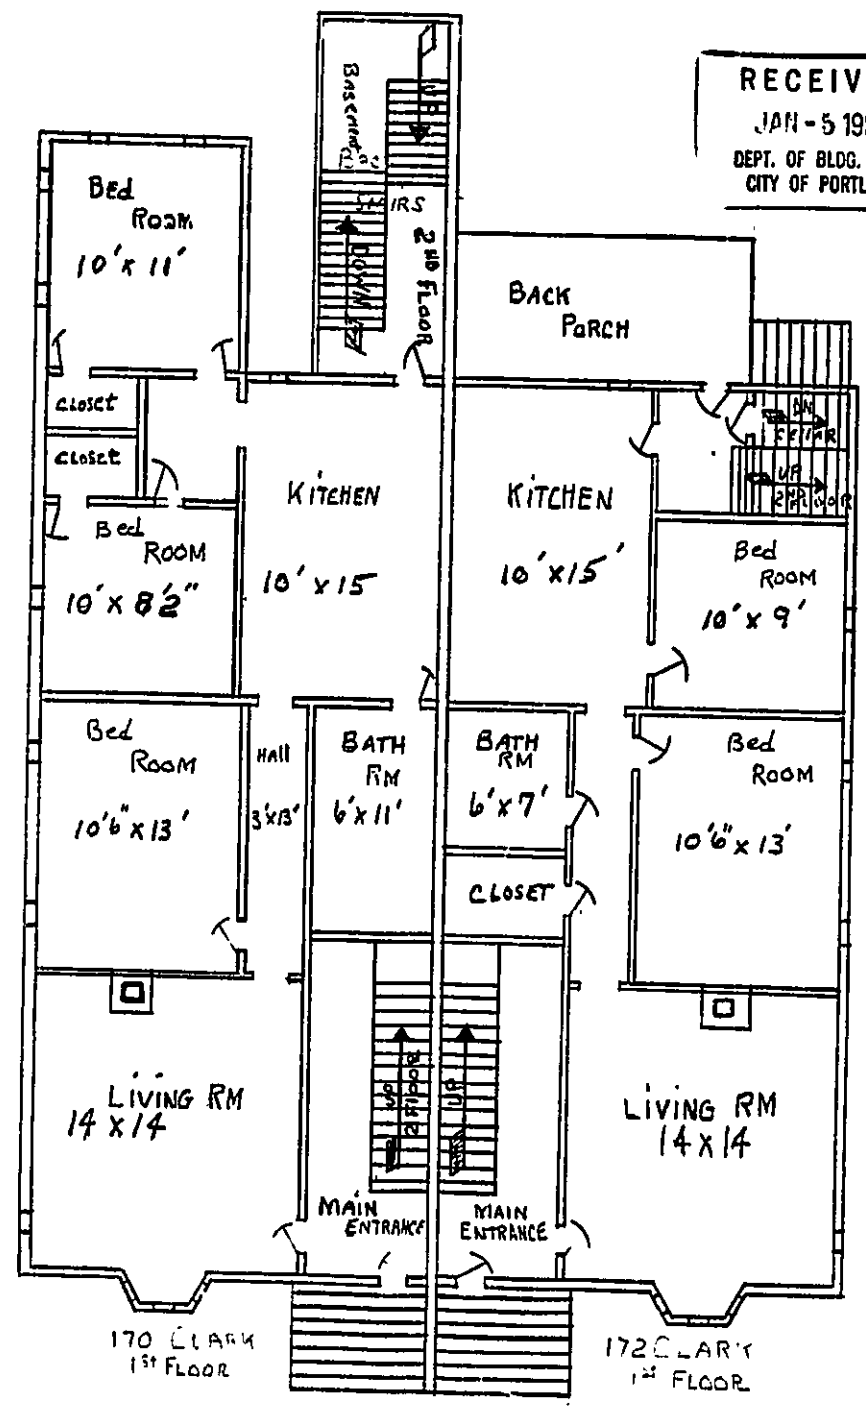 RECEIV
JAN - 5 19
DEPT. OF BLDG.
CITY OF PORTL
Basement
UP
STAIRS
DOWN
2ND FLOOR
Bed
ROOM
10' x 11'
BACK
PORCH
CLOSET
CLOSET
DN
CELLAR
UP
2ND FLOOR
KITCHEN
10' x 15
KITCHEN
10' x 15'
Bed
ROOM
10' x 8'2"
Bed
ROOM
10' x 9'
Bed
ROOM
10'6" x 13'
HAll
3'x13'
BATH
RM
6'x11'
BATH
RM
6'x7'
Bed
ROOM
10'6" x 13'
CLOSET
LIVING RM
14 x 14
UP
2 FlOOR
UP
LIVING RM
14 x 14
MAIN
ENTRANCE
MAIN
ENTRANCE
170 CLARK
1st FLOOR
172 CLARK
1st FLOOR